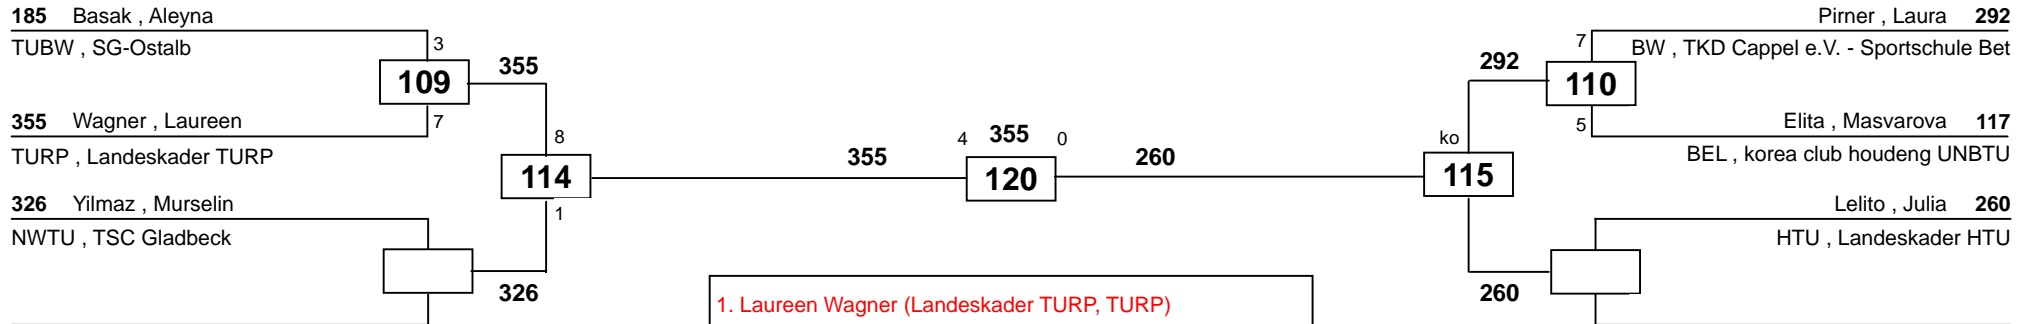 185 Basak , Aleyna
TUBW , SG-Ostalb
3
109
355
7
355 Wagner , Laureen
TURP , Landeskader TURP
8
114
1
326 Yilmaz , Murselin
NWTU , TSC Gladbeck
326
355
4 355 0
120
260
1. Laureen Wagner (Landeskader TURP, TURP)
Pirner , Laura 292
BW , TKD Cappel e.V. - Sportschule Bet
7
292
110
5
Elita , Masvarova 117
BEL , korea club houdeng UNBTU
ko
115
Lelito , Julia 260
HTU , Landeskader HTU
260